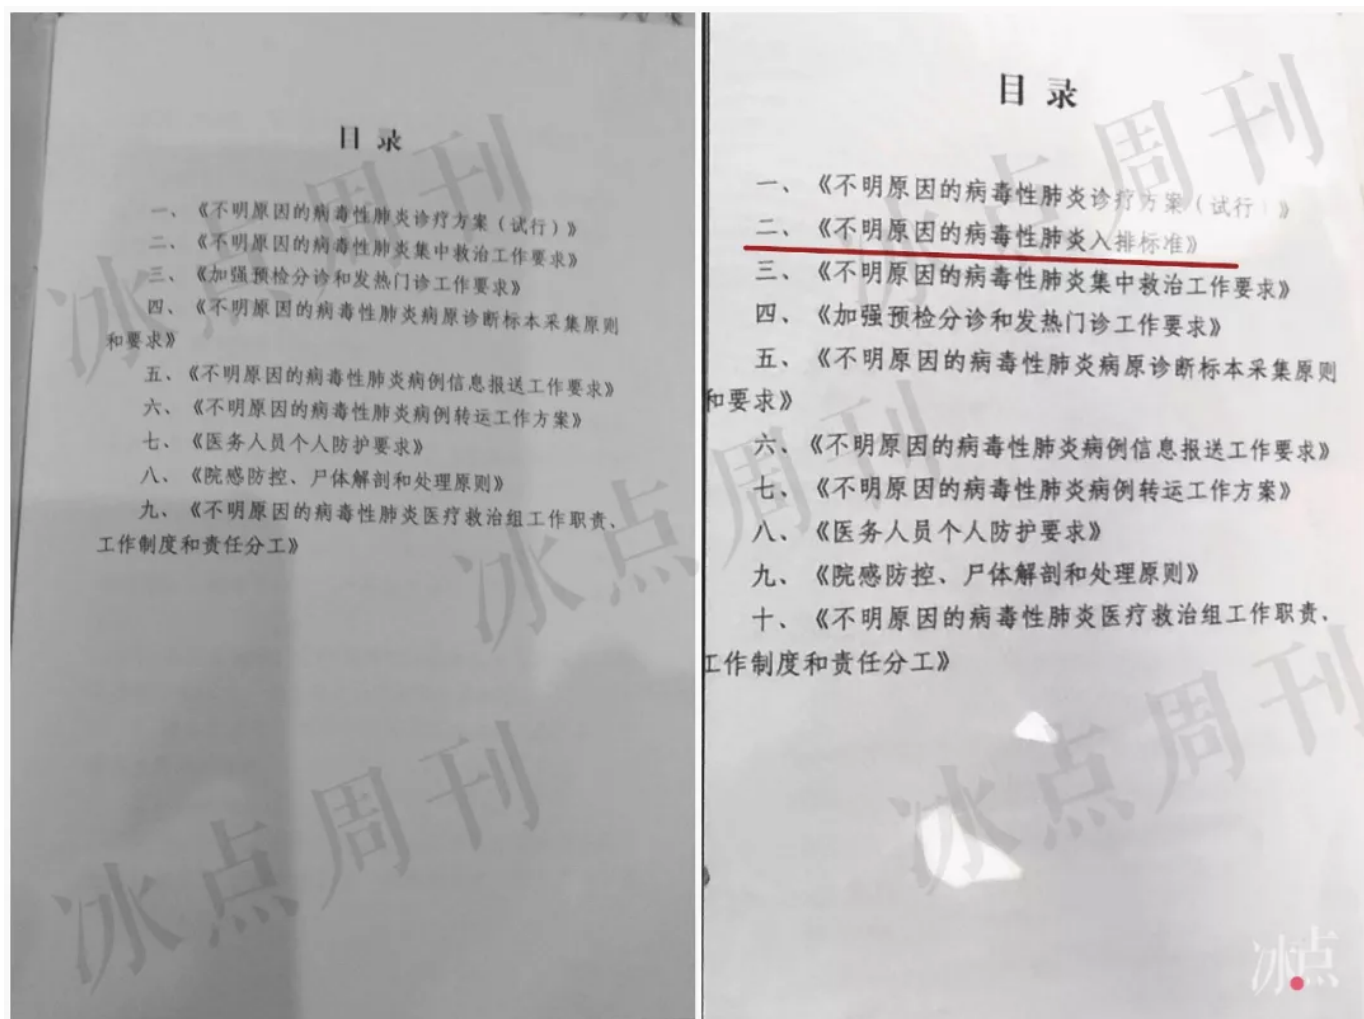 目录
一、《不明原因的病毒性肺炎诊疗方案（试行）》
二、《不明原因的病毒性肺炎集中救治工作要求》
三、《加强预检分诊和发热门诊工作要求》
四、《不明原因的病毒性肺炎病原诊断标本采集原则
和要求》
五、《不明原因的病毒性肺炎病例信息报送工作要求》
六、《不明原因的病毒性肺炎病例转运工作方案》
七、《医务人员个人防护要求》
八、《院感防控、尸体解剖和处理原则》
九、《不明原因的病毒性肺炎医疗救治组工作职责、
工作制度和责任分工》
目录
一、《不明原因的病毒性肺炎诊疗方案（试行）》
二、《不明原因的病毒性肺炎入排标准》
三、《不明原因的病毒性肺炎集中救治工作要求》
四、《加强预检分诊和发热门诊工作要求》
五、《不明原因的病毒性肺炎病原诊断标本采集原则
和要求》
六、《不明原因的病毒性肺炎病例信息报送工作要求》
七、《不明原因的病毒性肺炎病例转运工作方案》
八、《医务人员个人防护要求》
九、《院感防控、尸体解剖和处理原则》
十、《不明原因的病毒性肺炎医疗救治组工作职责、
工作制度和责任分工》
冰点周刊
冰点周刊
冰点周刊
冰点周刊
冰点周刊
冰点